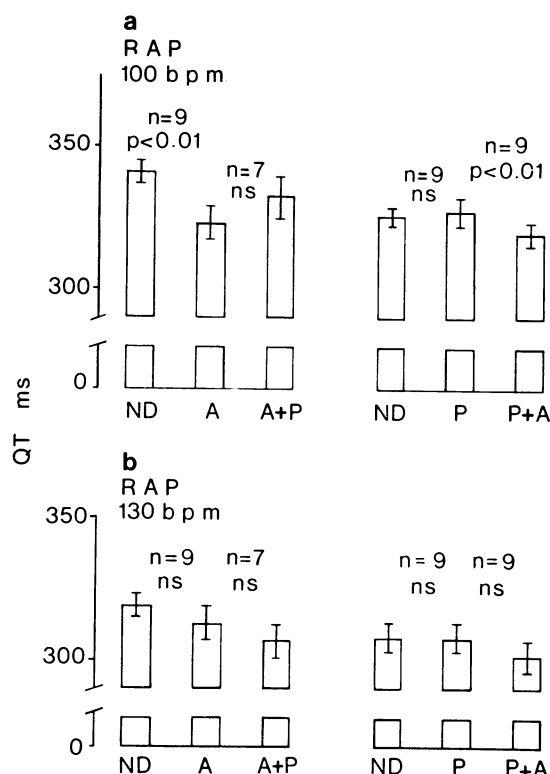 a
R A P
100 b p m
n=9
p<0.01
n=7
ns
n=9
ns
n=9
p<0.01
350
300
0
ND A A+P ND P P+A
QT ms
b
R A P
130 b p m
350
n=9 n=7 n=9 n=9
ns ns ns ns
300
0
ND A A+P ND P P+A